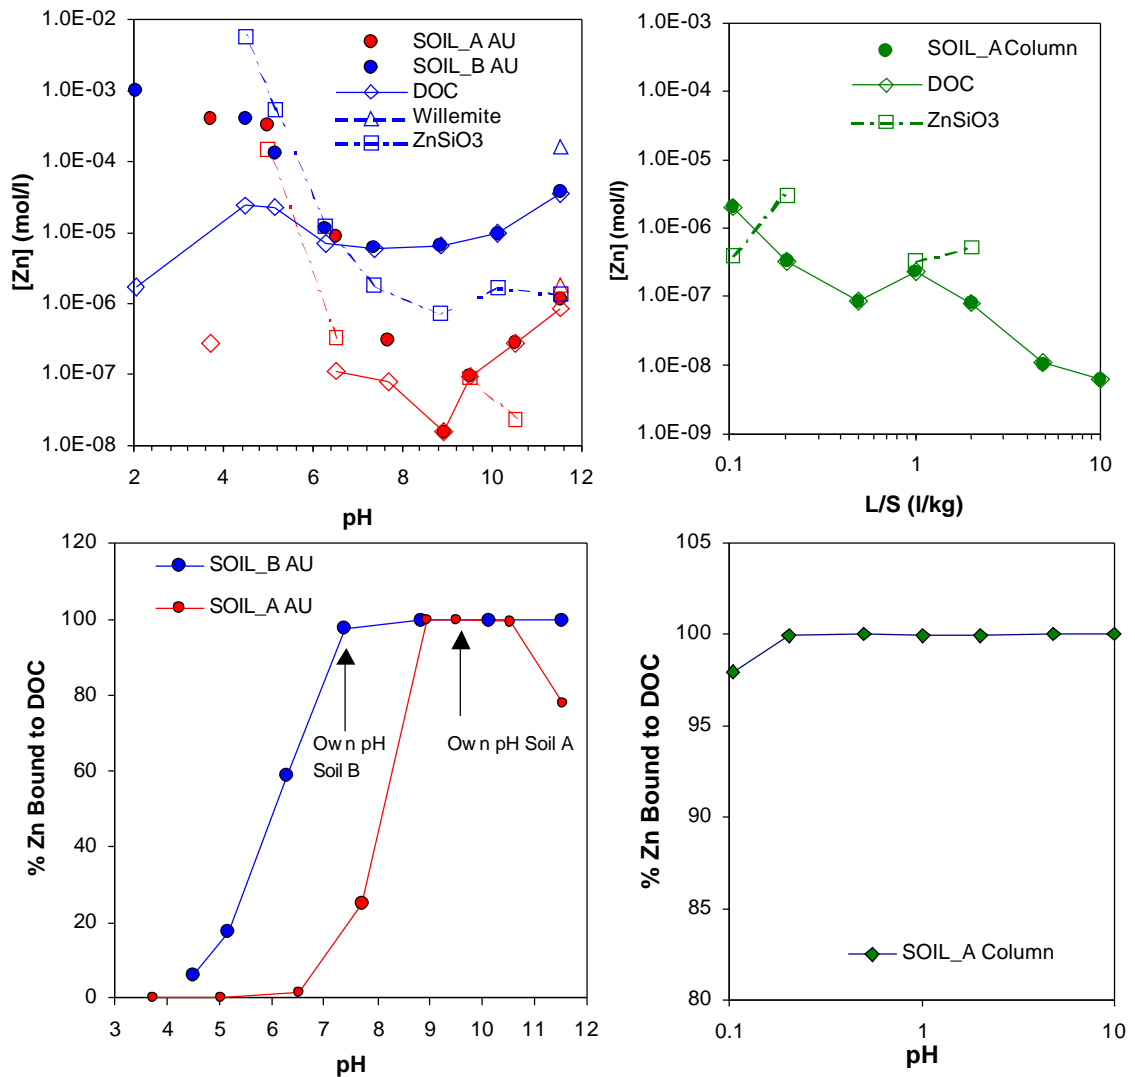 1.0E-02
1.0E-03
1.0E-04
1.0E-05
1.0E-06
1.0E-07
1.0E-08
[Zn] (mol/l)
SOIL_A AU
SOIL_B AU
DOC
Willemite
ZnSiO3
2 4 6 8 10 12
pH
1.0E-03
1.0E-04
1.0E-05
1.0E-06
1.0E-07
1.0E-08
1.0E-09
[Zn] (mol/l)
SOIL_A Column
DOC
ZnSiO3
0.1 1 10
L/S (l/kg)
120
100
80
60
40
20
0
% Zn Bound to DOC
SOIL_B AU
SOIL_A AU
Own pH
Soil B
Own pH Soil A
3 4 5 6 7 8 9 10 11 12
pH
105
100
95
90
85
80
% Zn Bound to DOC
SOIL_A Column
0.1 1 10
pH